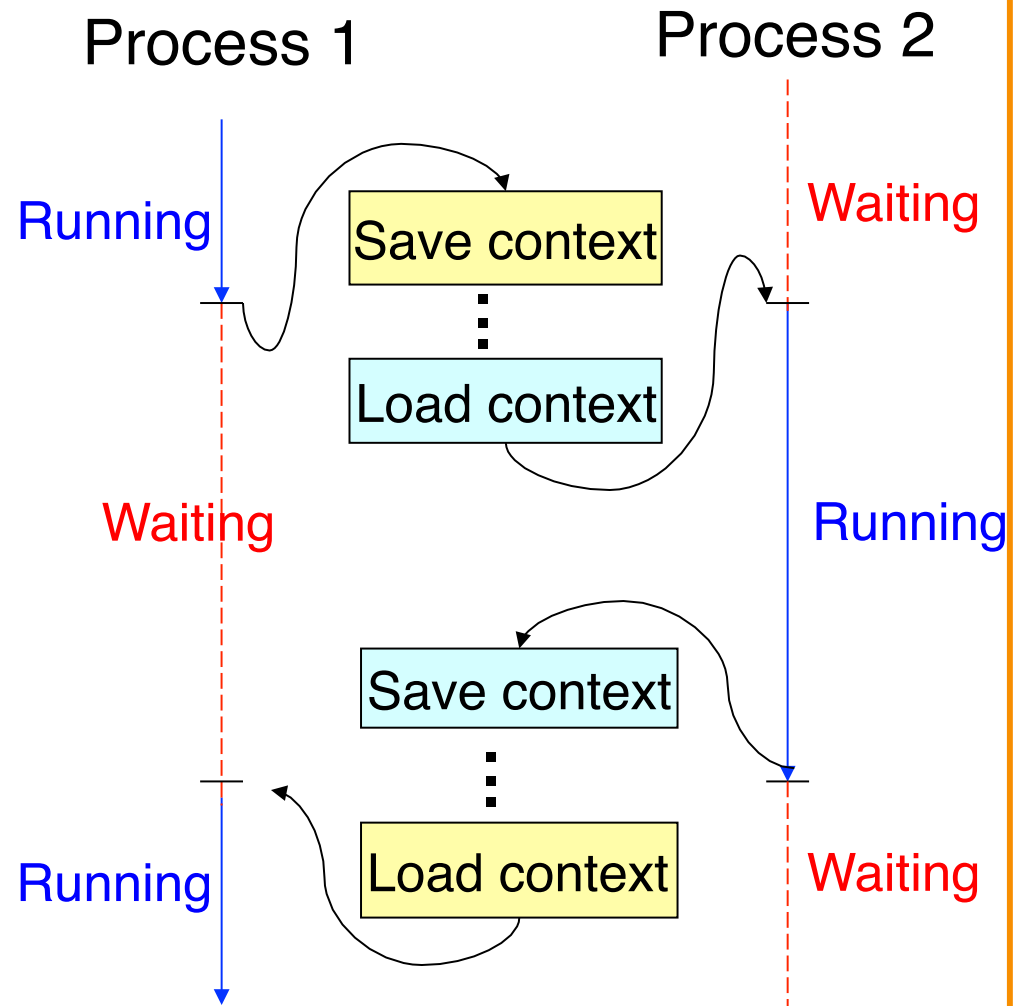 Process 1
Process 2
Running
Waiting
Save context
Load context
Waiting
Running
Save context
Load context
Running
Waiting